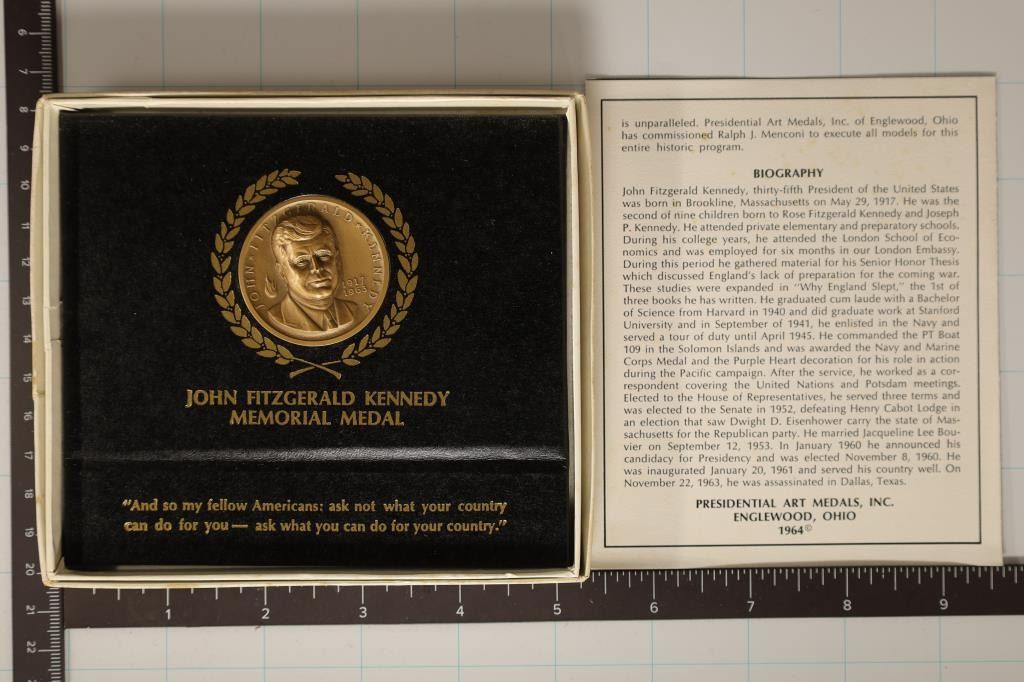 JOHN · FITZGERALD · KENNEDY
1917
1963
JOHN FITZGERALD KENNEDY
MEMORIAL MEDAL
"And so my fellow Americans: ask not what your country
can do for you — ask what you can do for your country."
is unparalleled. Presidential Art Medals, Inc. of Englewood, Ohio
has commissioned Ralph J. Menconi to execute all models for this
entire historic program.
BIOGRAPHY
John Fitzgerald Kennedy, thirty-fifth President of the United States
was born in Brookline, Massachusetts on May 29, 1917. He was the
second of nine children born to Rose Fitzgerald Kennedy and Joseph
P. Kennedy. He attended private elementary and preparatory schools.
During his college years, he attended the London School of Eco-
nomics and was employed for six months in our London Embassy.
During this period he gathered material for his Senior Honor Thesis
which discussed England's lack of preparation for the coming war.
These studies were expanded in "Why England Slept," the 1st of
three books he has written. He graduated cum laude with a Bachelor
of Science from Harvard in 1940 and did graduate work at Stanford
University and in September of 1941, he enlisted in the Navy and
served a tour of duty until April 1945. He commanded the PT Boat
109 in the Solomon Islands and was awarded the Navy and Marine
Corps Medal and the Purple Heart decoration for his role in action
during the Pacific campaign. After the service, he worked as a cor-
respondent covering the United Nations and Potsdam meetings.
Elected to the House of Representatives, he served three terms and
was elected to the Senate in 1952, defeating Henry Cabot Lodge in
an election that saw Dwight D. Eisenhower carry the state of Mas-
sachusetts for the Republican party. He married Jacqueline Lee Bou-
vier on September 12, 1953. In January 1960 he announced his
candidacy for Presidency and was elected November 8, 1960. He
was inaugurated January 20, 1961 and served his country well. On
November 22, 1963, he was assassinated in Dallas, Texas.
PRESIDENTIAL ART MEDALS, INC.
ENGLEWOOD, OHIO
1964©
6
7
8
9
10
11
12
13
14
15
16
17
18
19
20
21
22
1 2 3 4 5 6 7 8 9